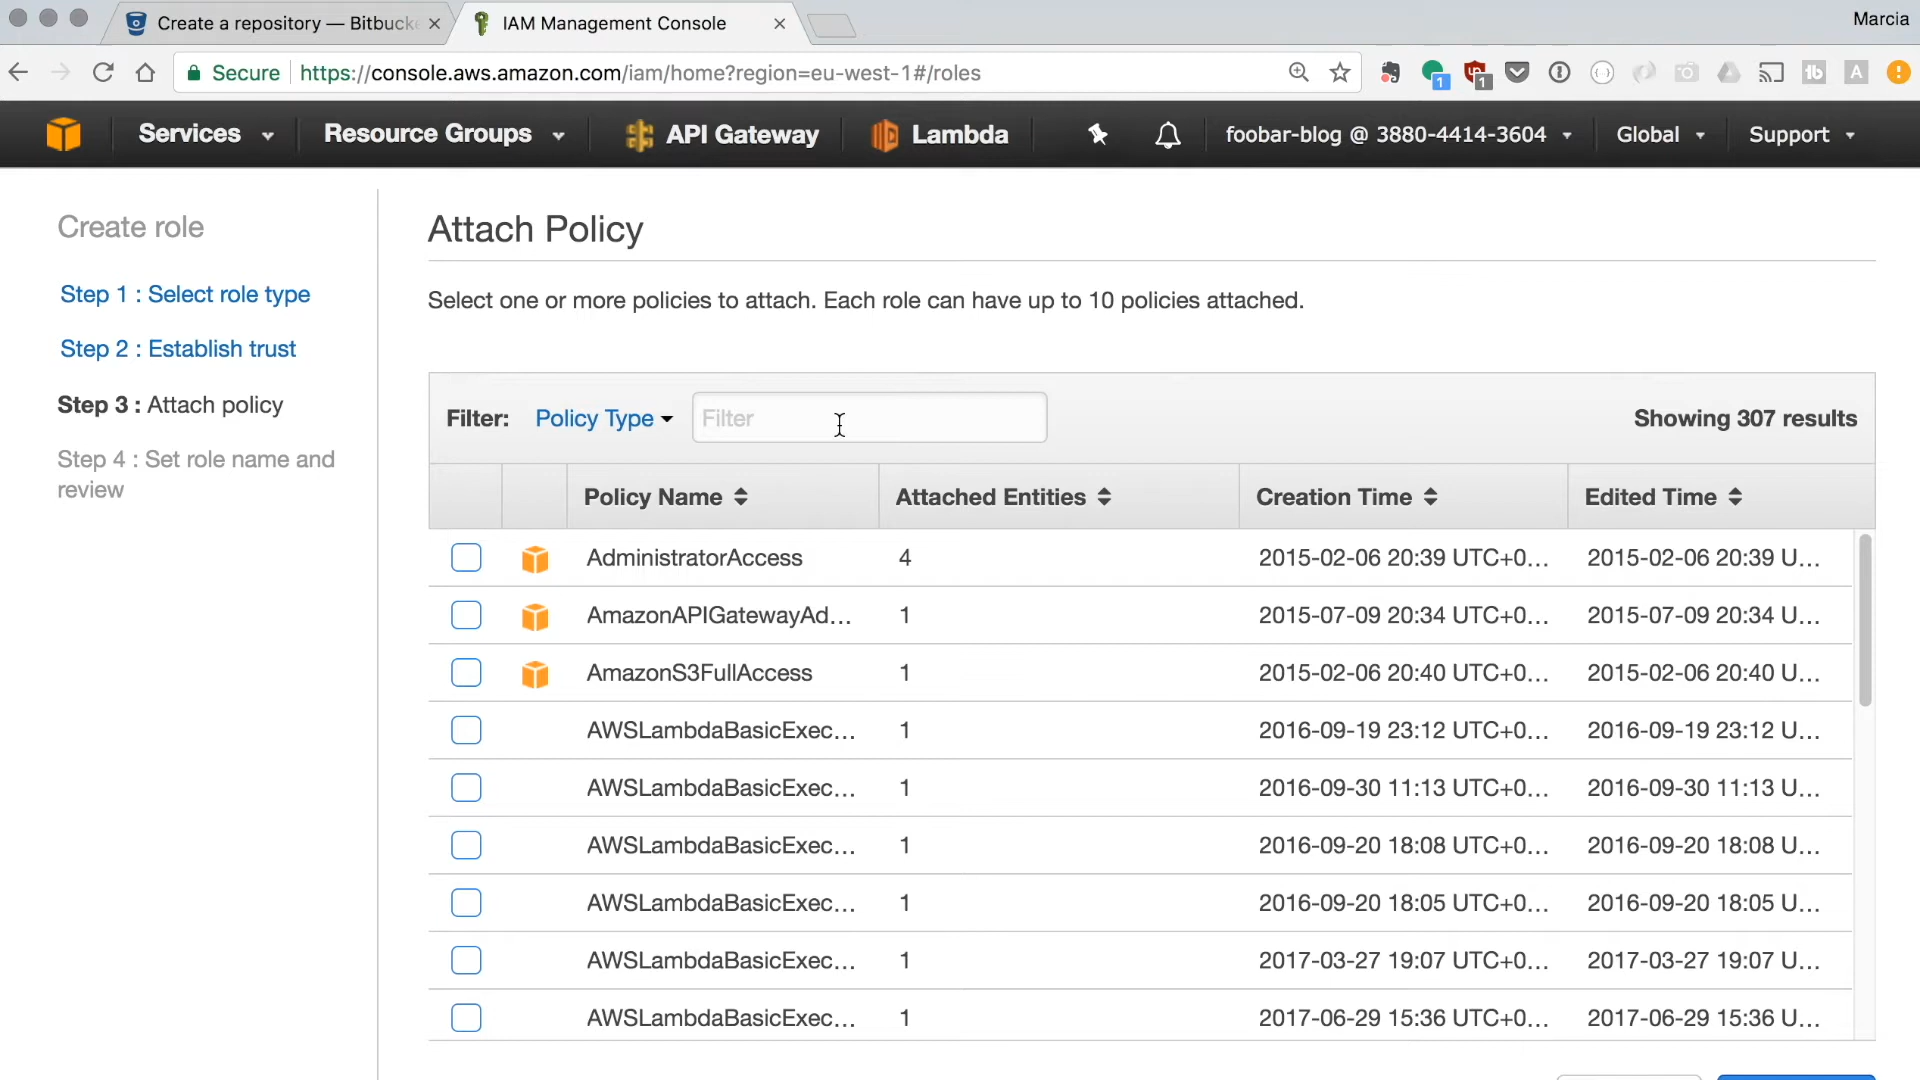 Create a repository — Bitbucke
IAM Management Console
Marcia
Secure
https://console.aws.amazon.com/iam/home?region=eu-west-1#/roles
1
1
Services
Resource Groups
API Gateway
Lambda
foobar-blog @ 3880-4414-3604
Global
Support
Create role
Step 1 : Select role type
Step 2 : Establish trust
Step 3 : Attach policy
Step 4 : Set role name and
review
Attach Policy
Select one or more policies to attach. Each role can have up to 10 policies attached.
Filter: Policy Type Filter Showing 307 results
Policy Name Attached Entities Creation Time Edited Time
AdministratorAccess 4 2015-02-06 20:39 UTC+0... 2015-02-06 20:39 U...
AmazonAPIGatewayAd... 1 2015-07-09 20:34 UTC+0... 2015-07-09 20:34 U...
AmazonS3FullAccess 1 2015-02-06 20:40 UTC+0... 2015-02-06 20:40 U...
AWSLambdaBasicExec... 1 2016-09-19 23:12 UTC+0... 2016-09-19 23:12 U...
AWSLambdaBasicExec... 1 2016-09-30 11:13 UTC+0... 2016-09-30 11:13 U...
AWSLambdaBasicExec... 1 2016-09-20 18:08 UTC+0... 2016-09-20 18:08 U...
AWSLambdaBasicExec... 1 2016-09-20 18:05 UTC+0... 2016-09-20 18:05 U...
AWSLambdaBasicExec... 1 2017-03-27 19:07 UTC+0... 2017-03-27 19:07 U...
AWSLambdaBasicExec... 1 2017-06-29 15:36 UTC+0... 2017-06-29 15:36 U...